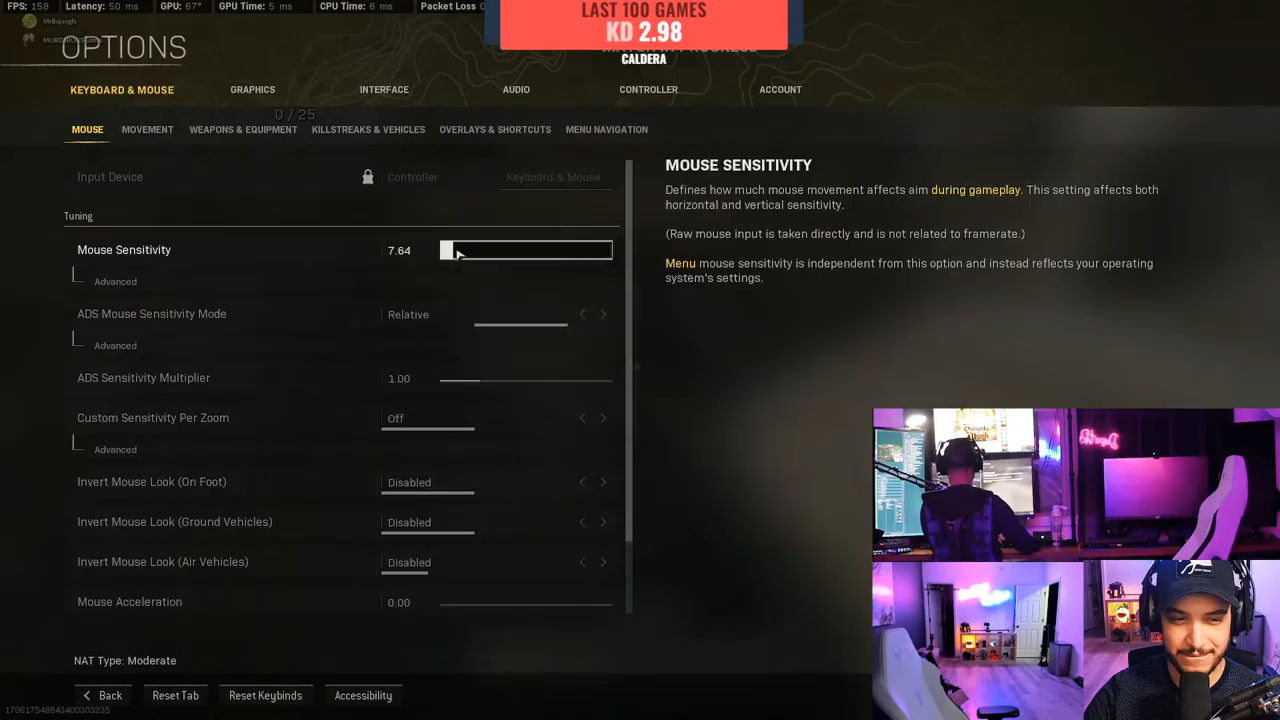 FPS: 158 Latency: 50 ms GPU: 67° GPU Time: 5 ms CPU Time: 6 ms Packet Loss
LAST 100 GAMES
KD 2.98
CALDERA
MrBojangls
OPTIONS
KEYBOARD & MOUSE GRAPHICS INTERFACE AUDIO CONTROLLER ACCOUNT
0 / 25
MOUSE MOVEMENT WEAPONS & EQUIPMENT KILLSTREAKS & VEHICLES OVERLAYS & SHORTCUTS MENU NAVIGATION
Input Device Controller Keyboard & Mouse
Tuning
Mouse Sensitivity 7.64
Advanced
ADS Mouse Sensitivity Mode Relative
Advanced
ADS Sensitivity Multiplier 1.00
Custom Sensitivity Per Zoom Off
Advanced
Invert Mouse Look (On Foot) Disabled
Invert Mouse Look (Ground Vehicles) Disabled
Invert Mouse Look (Air Vehicles) Disabled
Mouse Acceleration 0.00
MOUSE SENSITIVITY
Defines how much mouse movement affects aim during gameplay. This setting affects both
horizontal and vertical sensitivity.
(Raw mouse input is taken directly and is not related to framerate.)
Menu mouse sensitivity is independent from this option and instead reflects your operating
system's settings.
NAT Type: Moderate
Back Reset Tab Reset Keybinds Accessibility
170617548843400303235